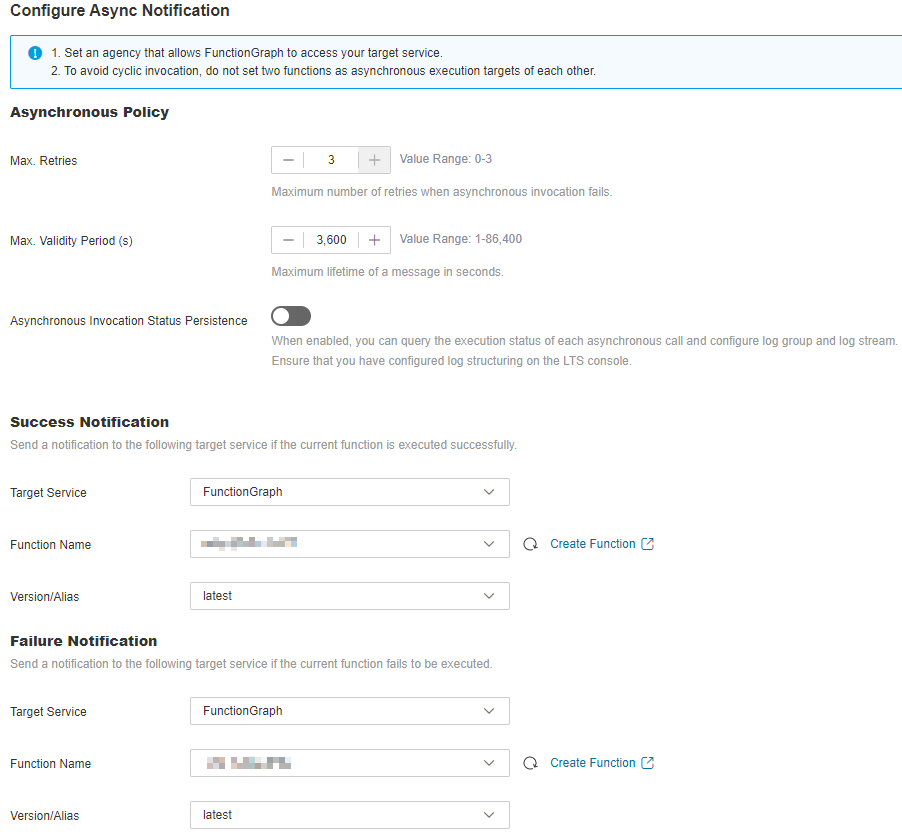 Configure Async Notification
1. Set an agency that allows FunctionGraph to access your target service.
2. To avoid cyclic invocation, do not set two functions as asynchronous execution targets of each other.
Asynchronous Policy
Max. Retries
3
Value Range: 0-3
Maximum number of retries when asynchronous invocation fails.
Max. Validity Period (s)
3,600
Value Range: 1-86,400
Maximum lifetime of a message in seconds.
Asynchronous Invocation Status Persistence
When enabled, you can query the execution status of each asynchronous call and configure log group and log stream.
Ensure that you have configured log structuring on the LTS console.
Success Notification
Send a notification to the following target service if the current function is executed successfully.
Target Service
FunctionGraph
Function Name
Create Function
Version/Alias
latest
Failure Notification
Send a notification to the following target service if the current function fails to be executed.
Target Service
FunctionGraph
Function Name
Create Function
Version/Alias
latest